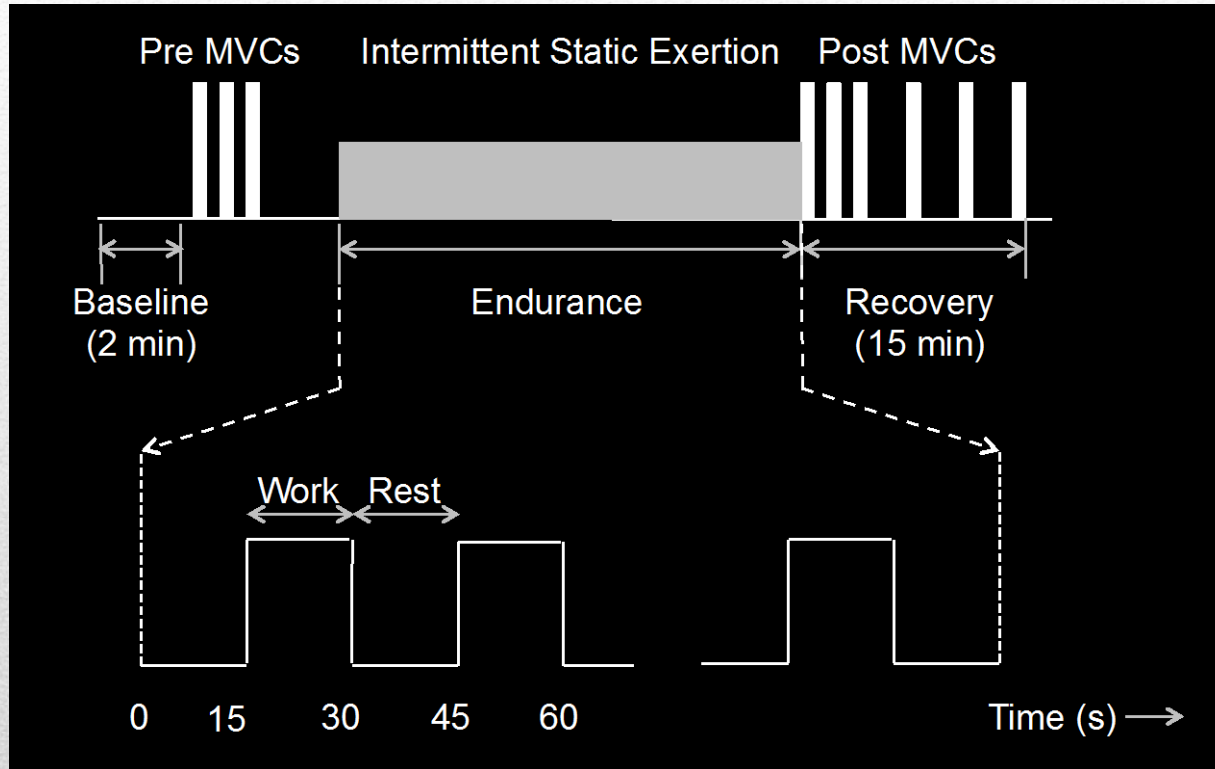 Pre MVCs
Intermittent Static Exertion
Post MVCs
Baseline
(2 min)
Endurance
Recovery
(15 min)
Work
Rest
0
15
30
45
60
Time (s)